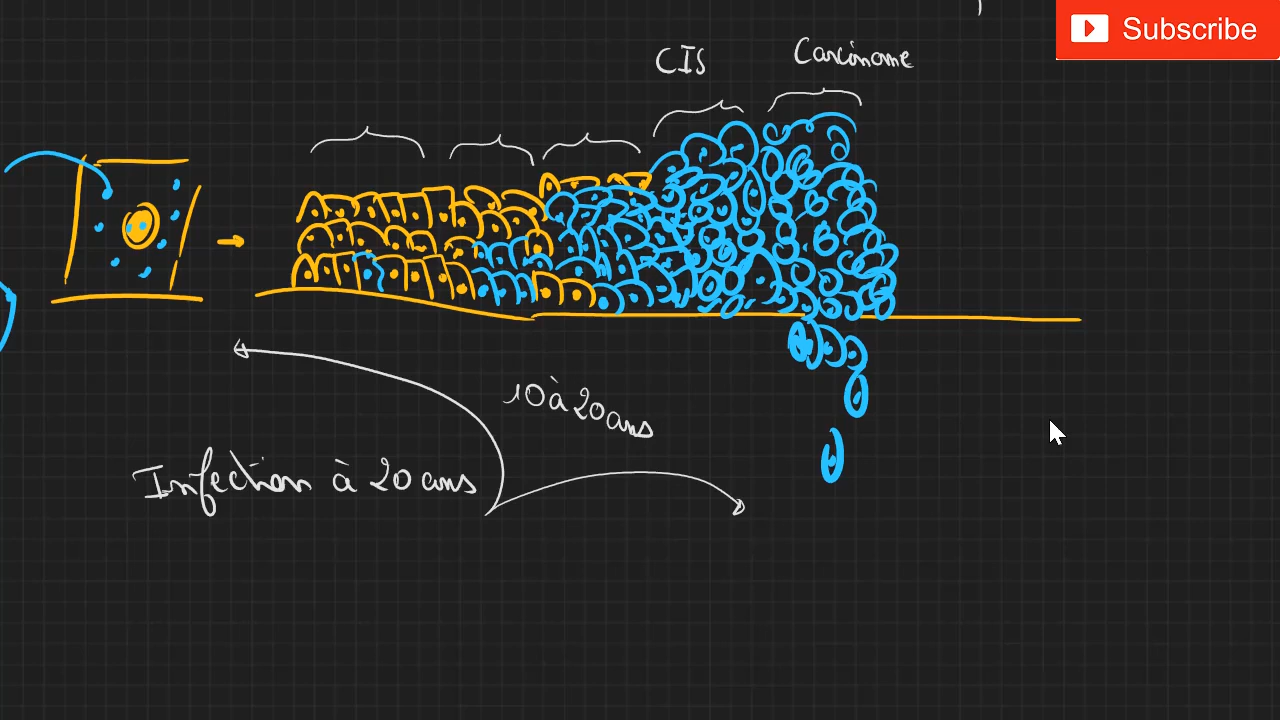 Subscribe
CIS
Carcinome
10 à 20 ans
Infection à 20 ans